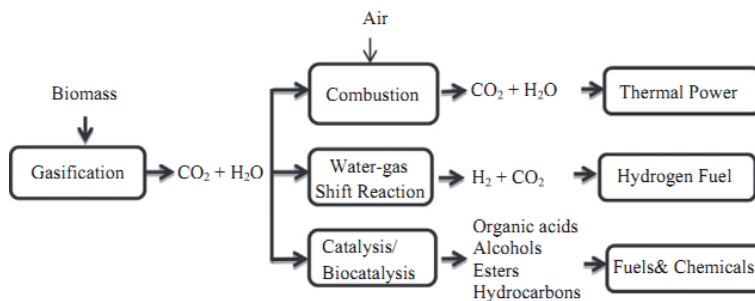 Air
Biomass
Combustion
CO₂ + H₂O
Thermal Power
Gasification
CO₂ + H₂O
Water-gas
Shift Reaction
H₂ + CO₂
Hydrogen Fuel
Catalysis/
Biocatalysis
Organic acids
Alcohols
Esters
Hydrocarbons
Fuels& Chemicals